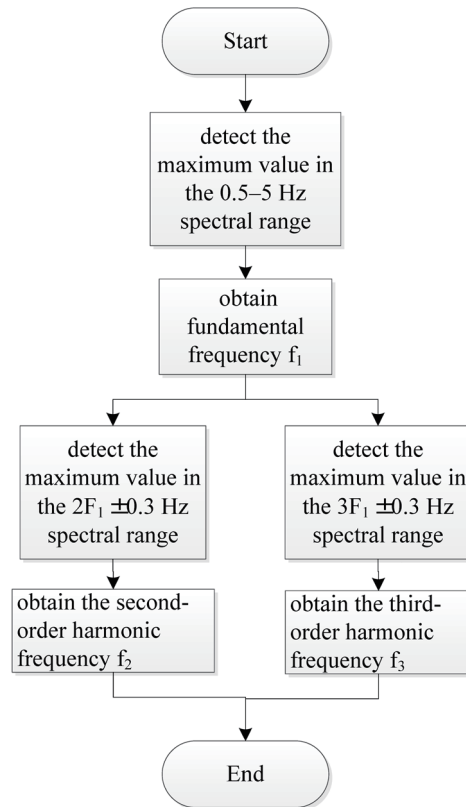 Start
detect the
maximum value in
the 0.5–5 Hz
spectral range
obtain
fundamental
frequency f₁
detect the
maximum value in
the 2F₁ ±0.3 Hz
spectral range
obtain the second-
order harmonic
frequency f₂
detect the
maximum value in
the 3F₁ ±0.3 Hz
spectral range
obtain the third-
order harmonic
frequency f₃
End